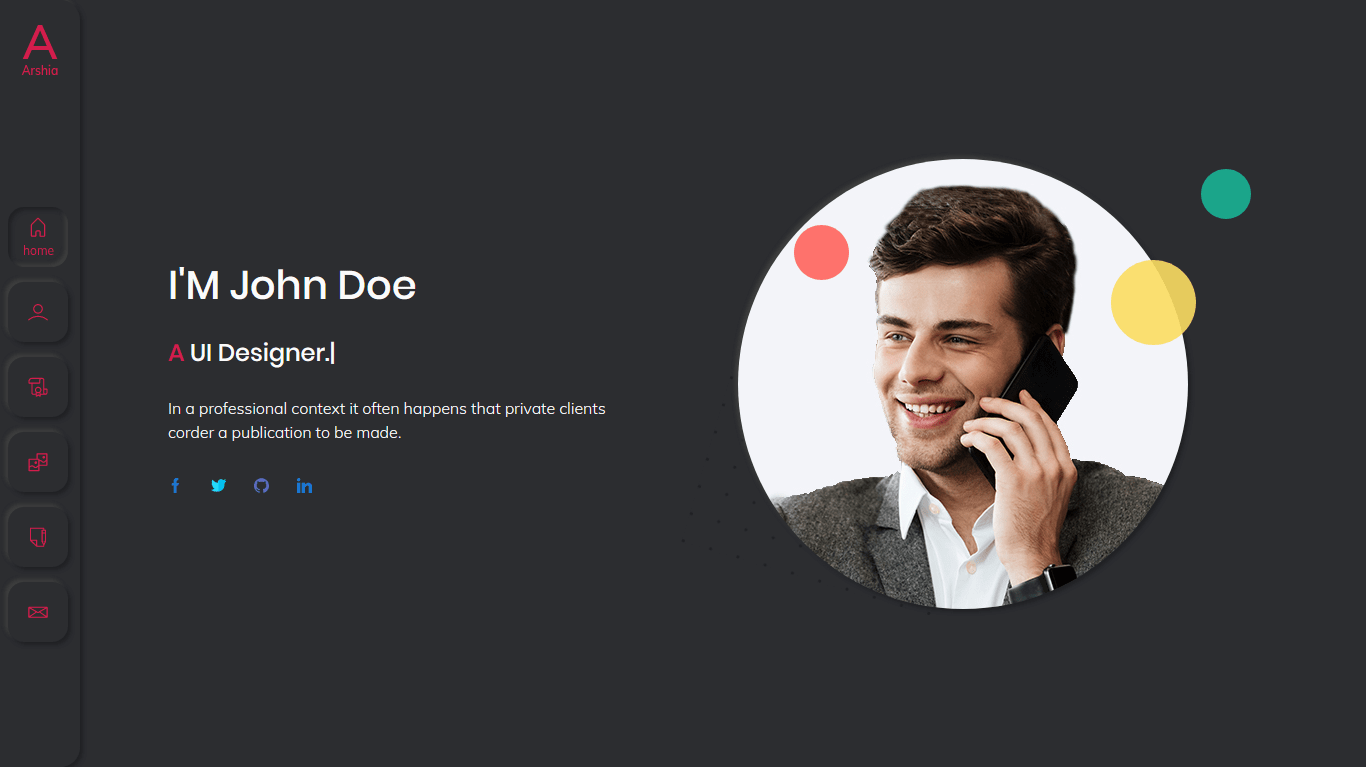 A
Arshia
home
I'M John Doe
A UI Designer.|
In a professional context it often happens that private clients
corder a publication to be made.